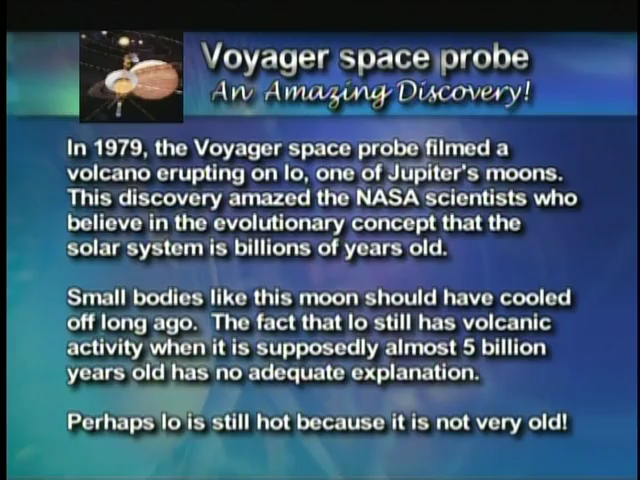 Voyager space probe
An Amazing Discovery!
In 1979, the Voyager space probe filmed a
volcano erupting on Io, one of Jupiter's moons.
This discovery amazed the NASA scientists who
believe in the evolutionary concept that the
solar system is billions of years old.
Small bodies like this moon should have cooled
off long ago. The fact that Io still has volcanic
activity when it is supposedly almost 5 billion
years old has no adequate explanation.
Perhaps Io is still hot because it is not very old!